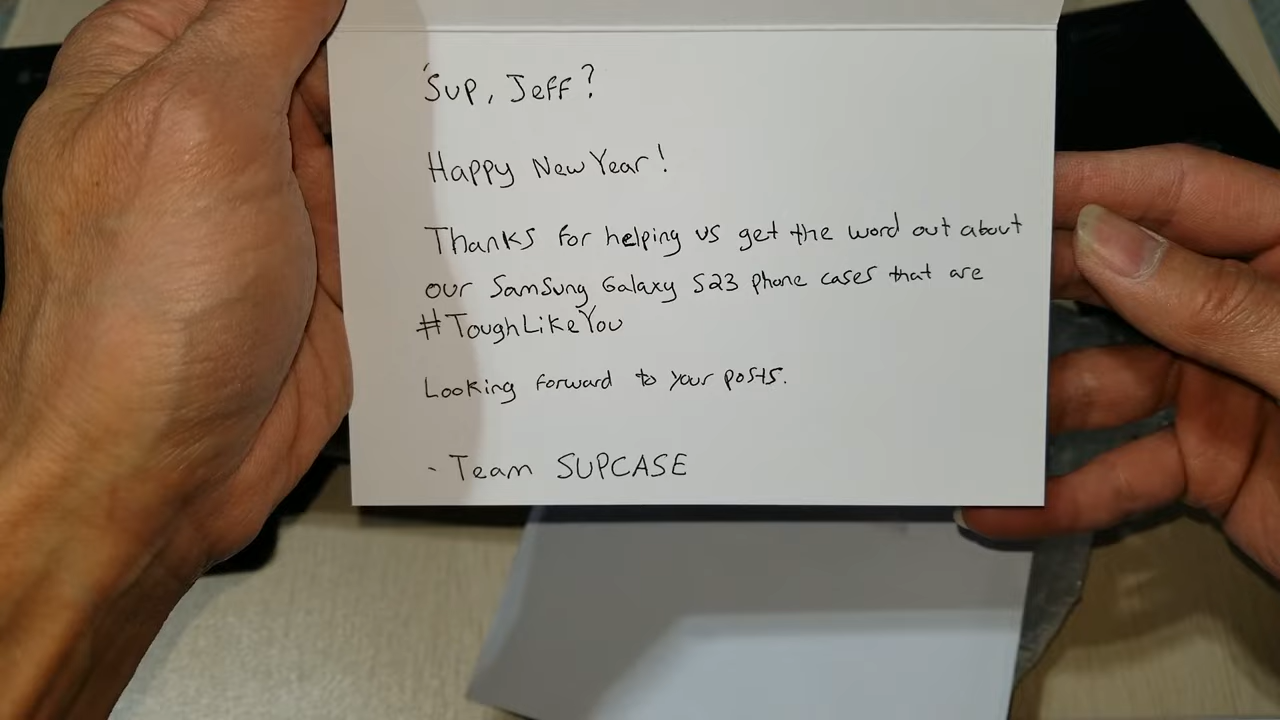 'Sup, Jeff?
Happy New Year!
Thanks for helping us get the word out about
our Samsung Galaxy S23 phone cases that are
#ToughLikeYou
Looking forward to your posts.
- Team SUPCASE